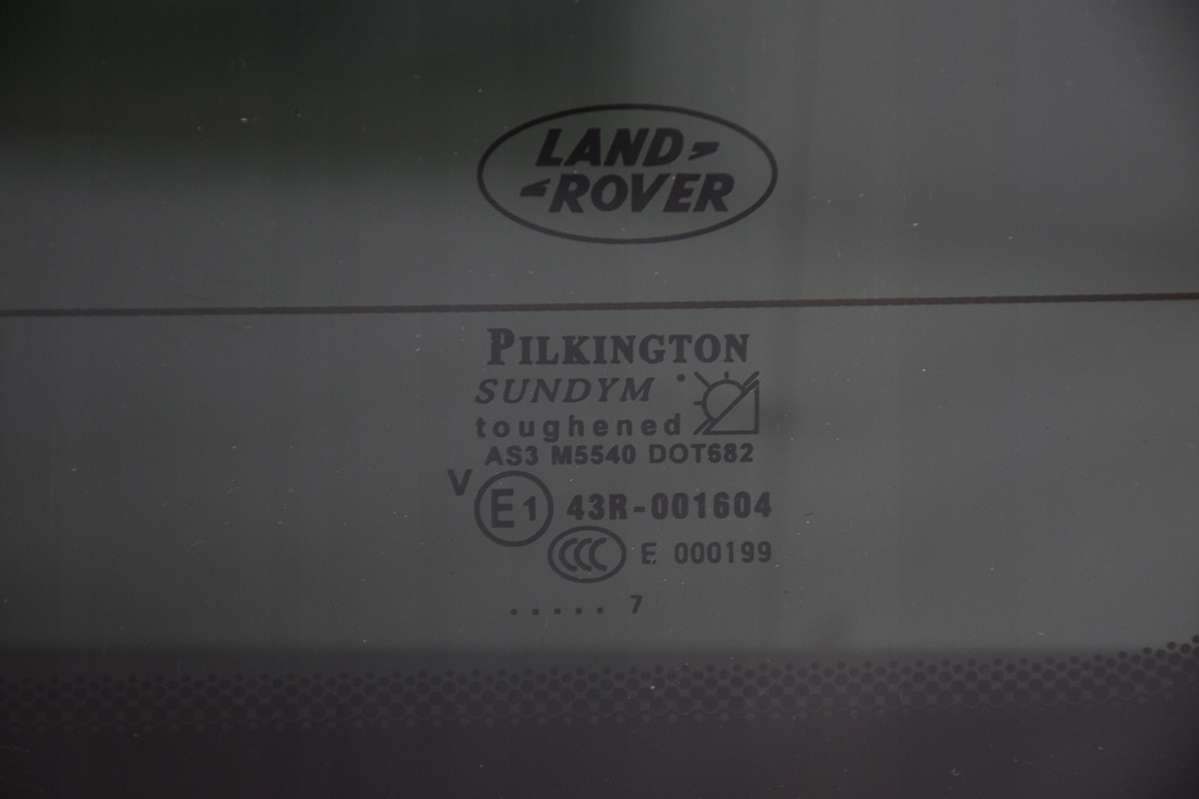 LAND
ROVER
PILKINGTON
SUNDYM
toughened
AS3 M5540 DOT682
V E1 43R-001604
CCC E 000199
..... 7